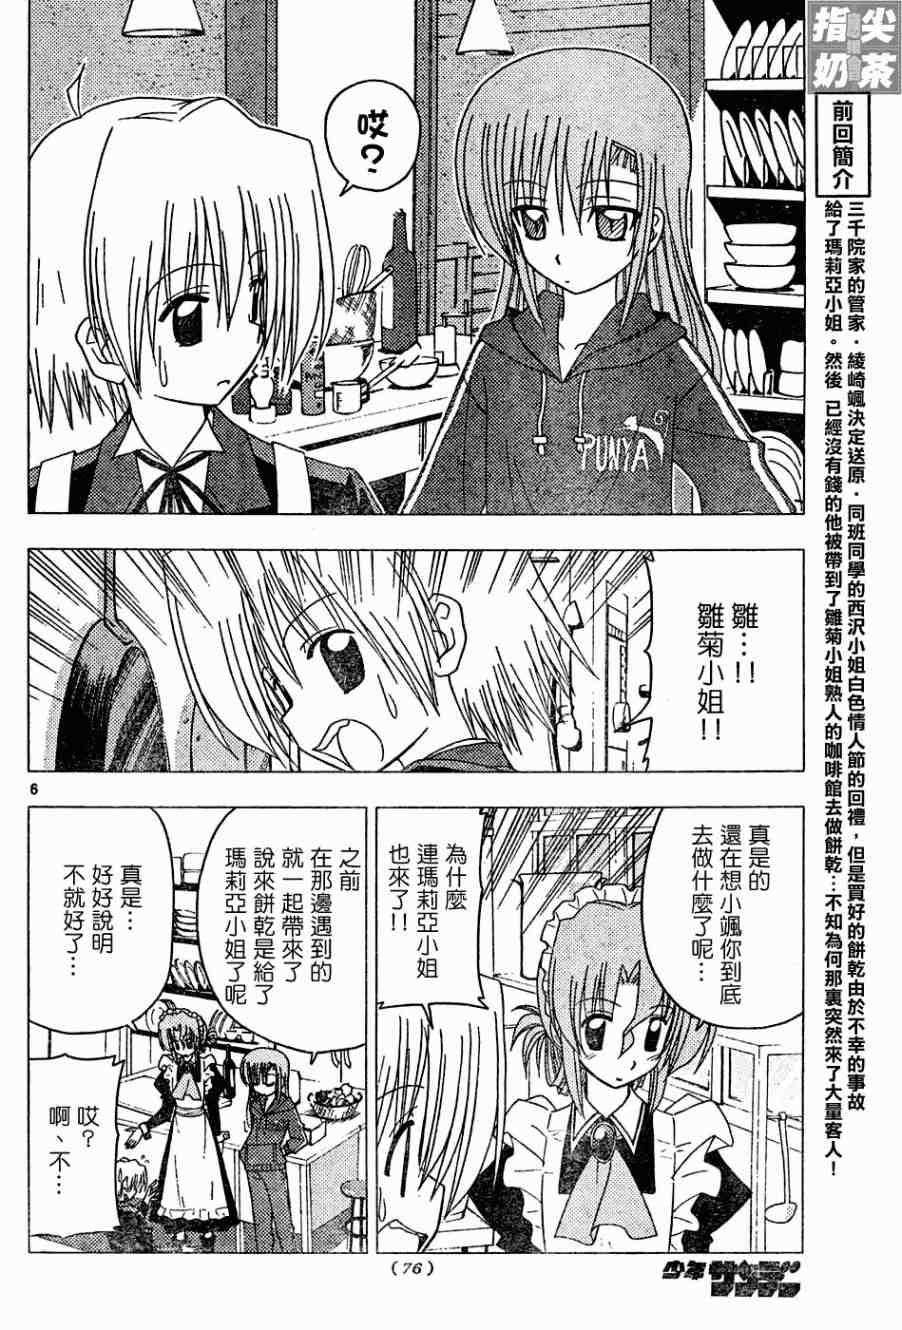 指尖
奶茶
前回簡介
三千院家的管家．綾崎颯決定送原．同班同學的西沢小姐白色情人節的回禮，但是買好的餅乾由於不幸的事故
給了瑪莉亞小姐。然後 已經沒有錢的他被帶到了雛菊小姐熟人的咖啡館去做餅乾…不知為何那裏突然來了大量客人！
哎？
PUNYA
雛…!!
雛菊小姐!!
6
真是的
還在想小颯你到底
去做什麼了呢…
為什麼
連瑪莉亞小姐
也來了!!
之前
在那邊遇到的
就一起帶來了
說來餅乾是給了
瑪莉亞小姐了呢
真是…
好好說明
不就好了…
哎？
啊、不…
(76)
少年サンデー